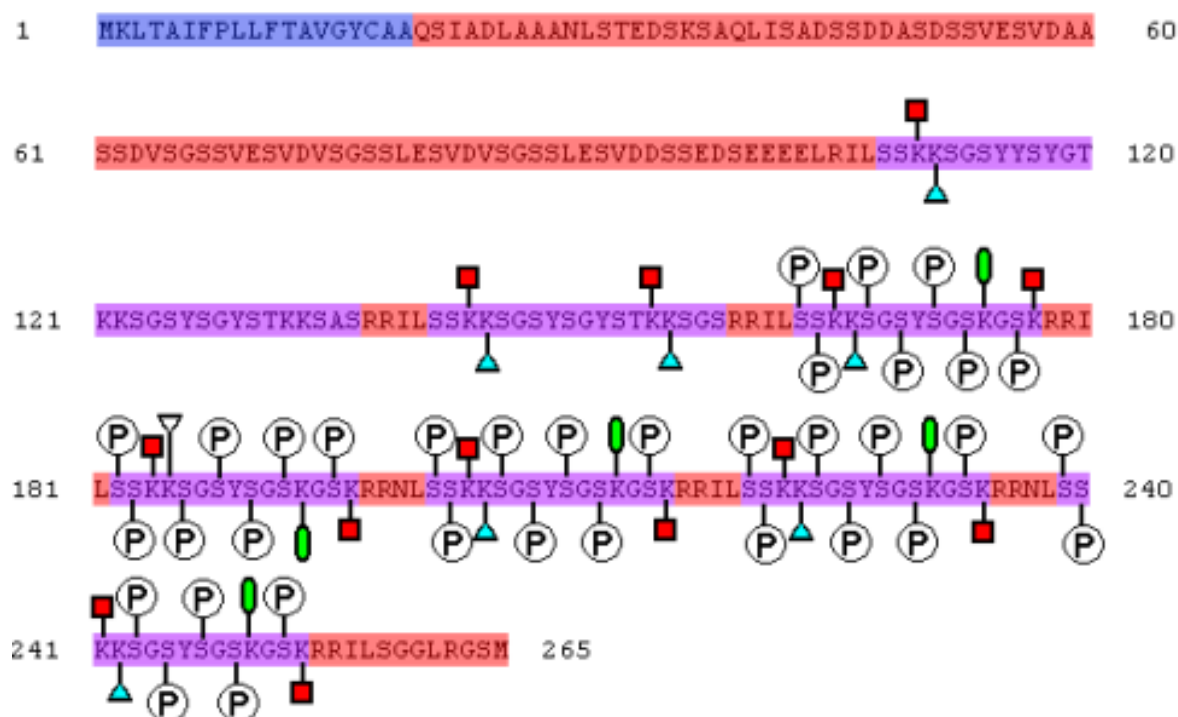 1 MKLTAIFPLLFTAVGYCAAQSIADLAAANLSTEDSKSAQLISADSSDDASDSSVESVDAA 60
61 SSDVSGSSVESVDVSGSSLESVDVSGSSLESVDDSSEDSEEEELRILSSKKSGSYYSYGT 120
P P P
121 KKSGSYSGYSTKKSASRRILSSKKSGSYSGYSTKKSGSRRILSSKKSGSYSGSKGSKRRI 180
P P P P
P P P P P P P P P P P P P
181 LSSKKSGSYSGSKGSKRRNLSSKKSGSYSGSKGSKRRILSSKKSGSYSGSKGSKRRNLSS 240
P P P P P P P P P P
P P P
241 KKSGSYSGSKGSKRRILSGGLRGSM 265
P P